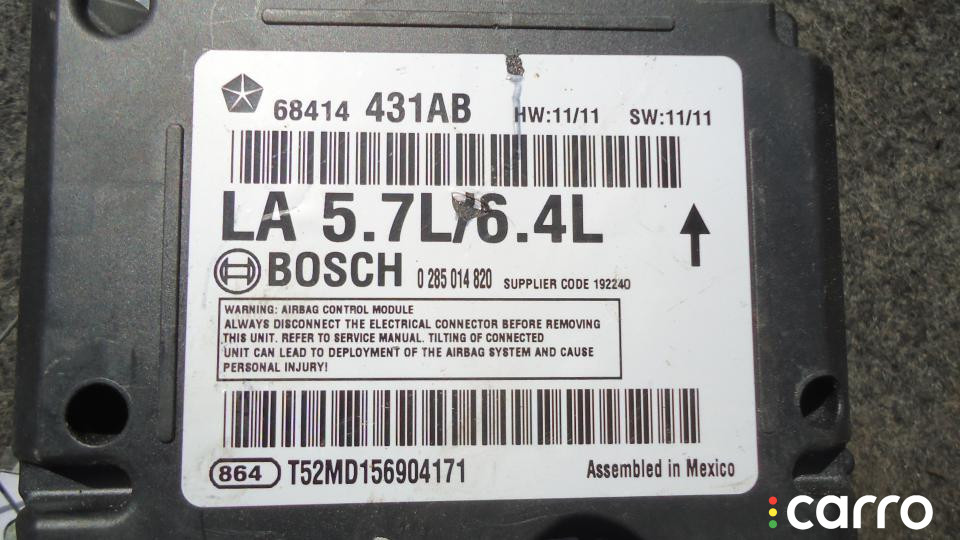 68414 431AB HW:11/11 SW:11/11
LA 5.7L/6.4L
BOSCH 0 285 014 820 SUPPLIER CODE 192240
WARNING: AIRBAG CONTROL MODULE
ALWAYS DISCONNECT THE ELECTRICAL CONNECTOR BEFORE REMOVING
THIS UNIT. REFER TO SERVICE MANUAL. TILTING OF CONNECTED
UNIT CAN LEAD TO DEPLOYMENT OF THE AIRBAG SYSTEM AND CAUSE
PERSONAL INJURY!
864 T52MD156904171 Assembled in Mexico
carro